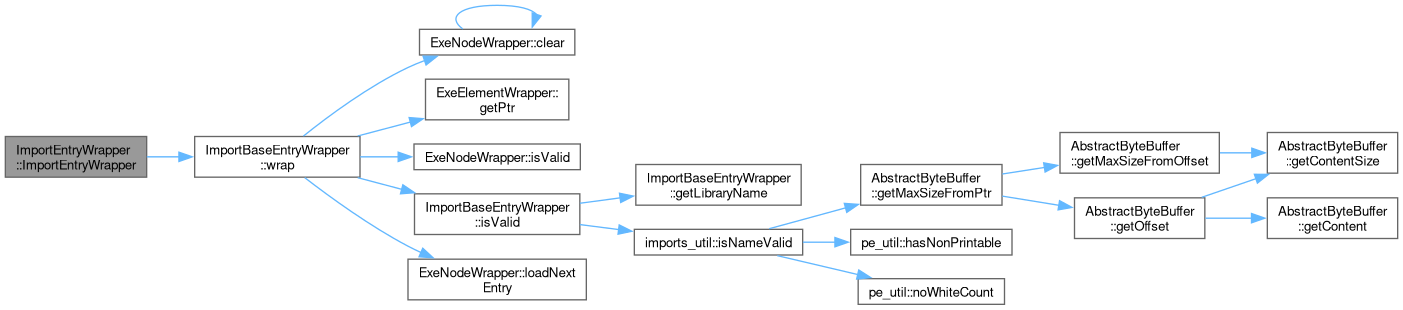 ImportEntryWrapper
::ImportEntryWrapper
ImportBaseEntryWrapper
::wrap
ExeNodeWrapper::clear
ExeElementWrapper::
getPtr
ExeNodeWrapper::isValid
ImportBaseEntryWrapper
::isValid
ExeNodeWrapper::loadNext
Entry
ImportBaseEntryWrapper
::getLibraryName
imports_util::isNameValid
AbstractByteBuffer
::getMaxSizeFromPtr
pe_util::hasNonPrintable
pe_util::noWhiteCount
AbstractByteBuffer
::getMaxSizeFromOffset
AbstractByteBuffer
::getOffset
AbstractByteBuffer
::getContentSize
AbstractByteBuffer
::getContent